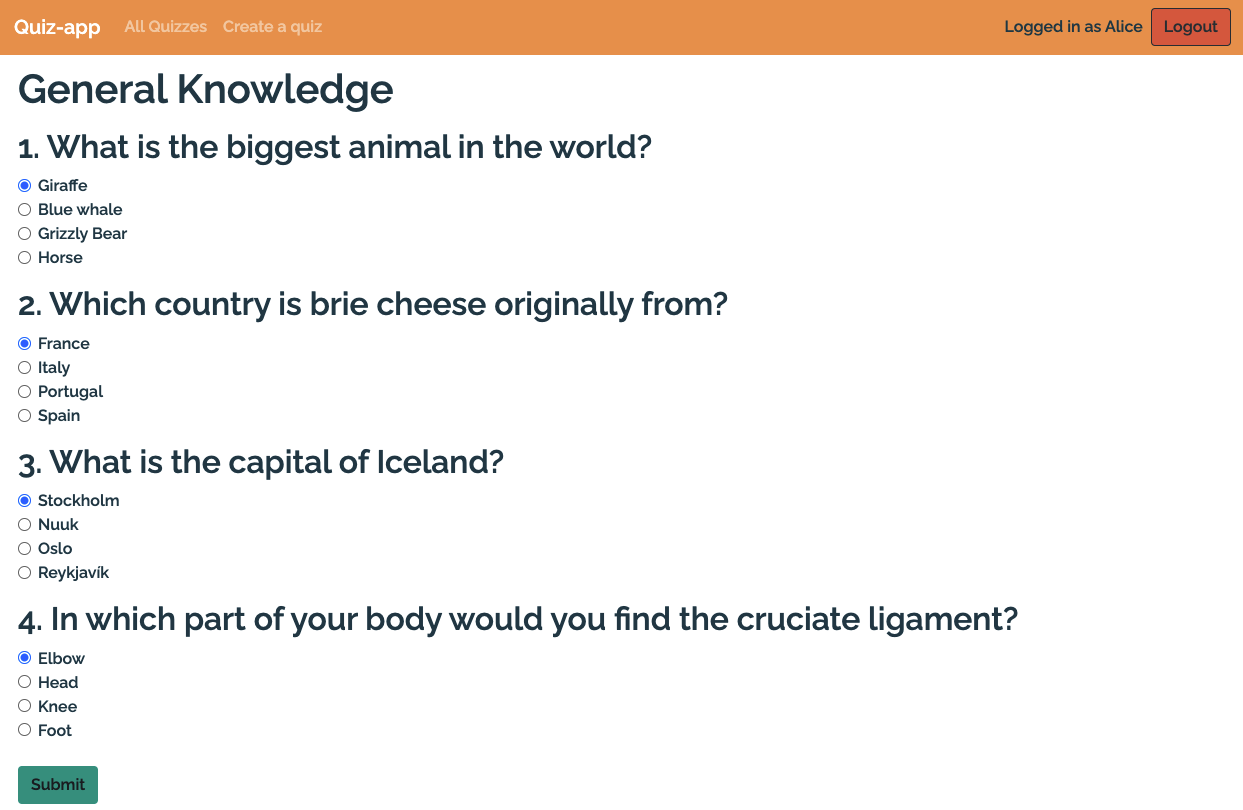 Quiz-app All Quizzes Create a quiz Logged in as Alice Logout
General Knowledge
1. What is the biggest animal in the world?
Giraffe
Blue whale
Grizzly Bear
Horse
2. Which country is brie cheese originally from?
France
Italy
Portugal
Spain
3. What is the capital of Iceland?
Stockholm
Nuuk
Oslo
Reykjavík
4. In which part of your body would you find the cruciate ligament?
Elbow
Head
Knee
Foot
Submit